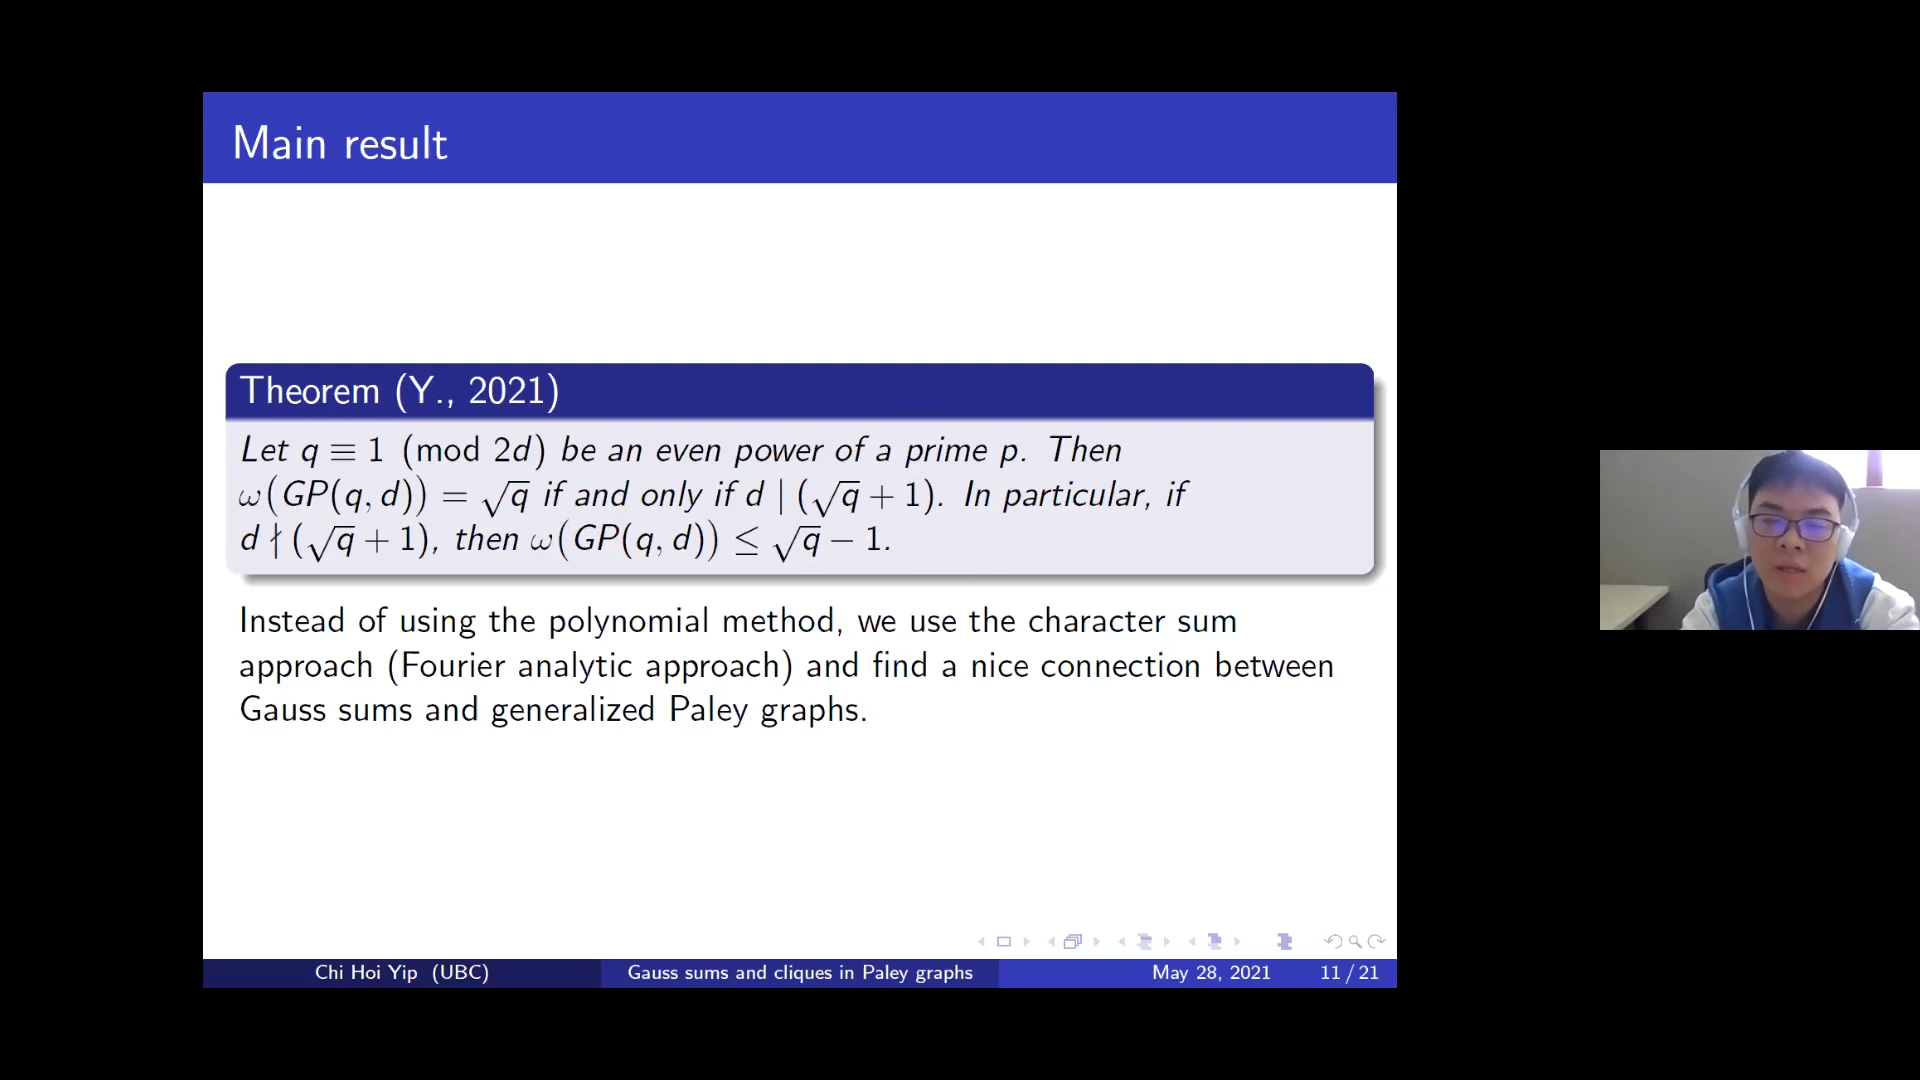 Main result
Theorem (Y., 2021)
Let q ≡ 1 (mod 2d) be an even power of a prime p. Then
ω(GP(q, d)) = √q if and only if d | (√q + 1). In particular, if
d ∤ (√q + 1), then ω(GP(q, d)) ≤ √q − 1.
Instead of using the polynomial method, we use the character sum
approach (Fourier analytic approach) and find a nice connection between
Gauss sums and generalized Paley graphs.
Chi Hoi Yip (UBC) Gauss sums and cliques in Paley graphs May 28, 2021 11 / 21